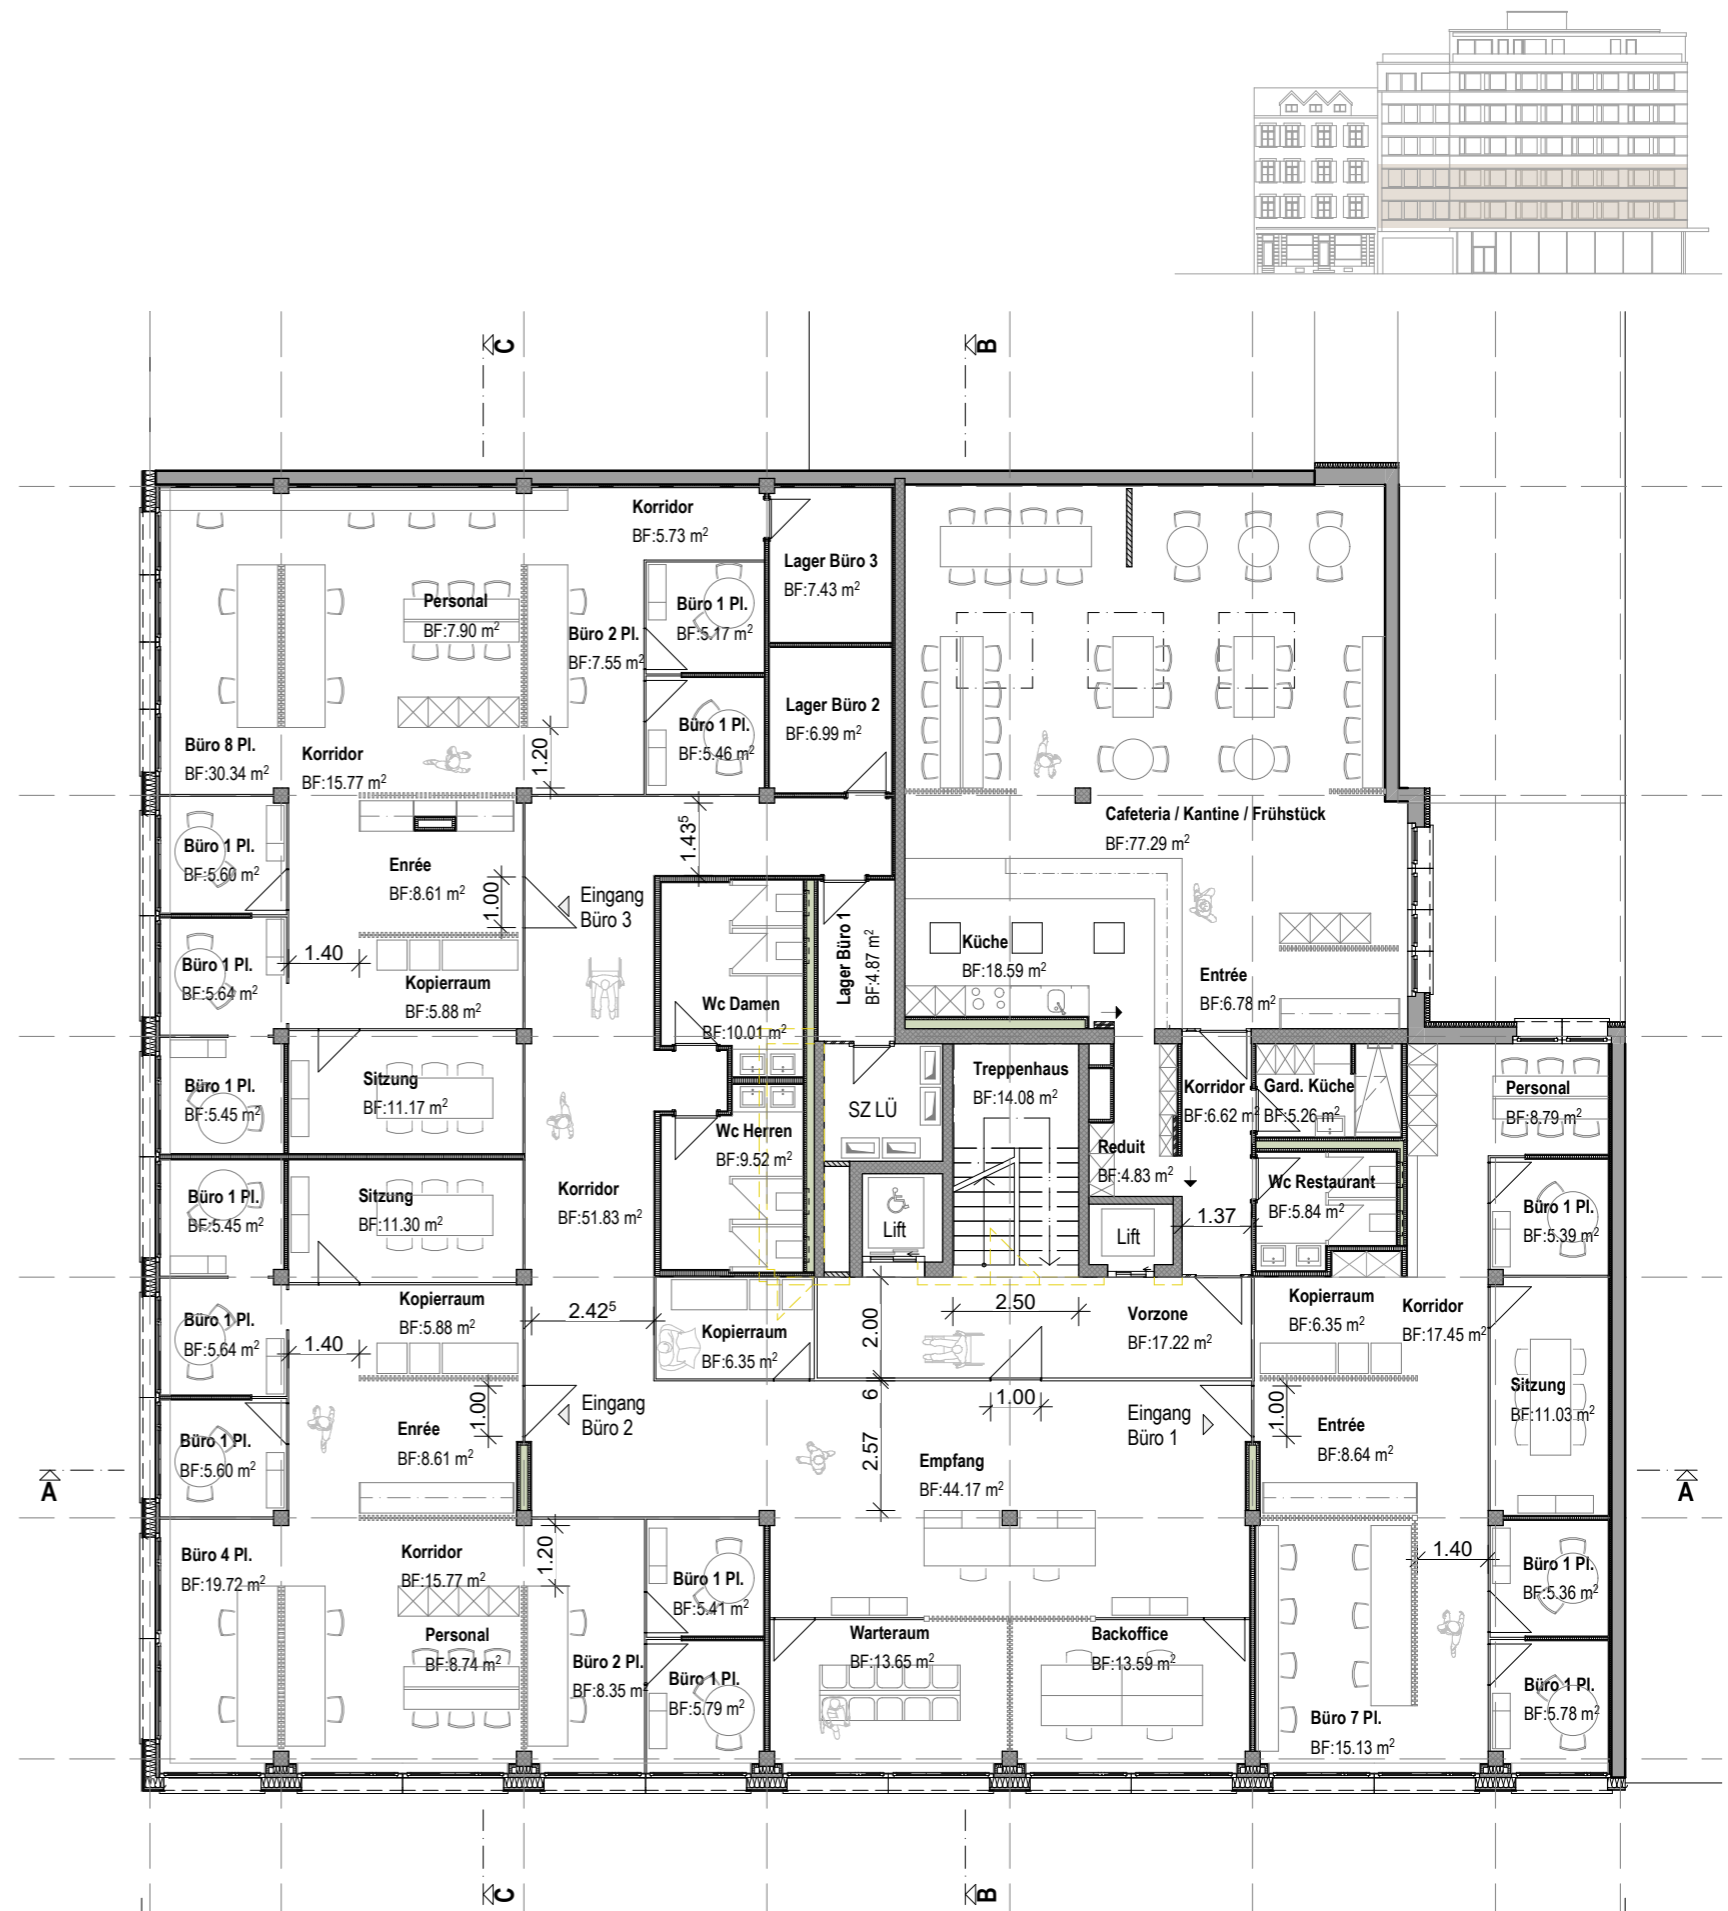 C
B
Korridor
BF:5.73 m²
Lager Büro 3
BF:7.43 m²
Personal
BF:7.90 m²
Büro 1 Pl.
BF:5.17 m²
Büro 2 Pl.
BF:7.55 m²
Lager Büro 2
BF:6.99 m²
Büro 1 Pl.
BF:5.46 m²
Büro 8 Pl.
BF:30.34 m²
Korridor
BF:15.77 m²
1.20
Cafeteria / Kantine / Frühstück
BF:77.29 m²
1.43⁵
Büro 1 Pl.
BF:5.60 m²
Enrée
BF:8.61 m²
1.00
Eingang
Büro 3
Lager Büro 1
BF:4.87 m²
Küche
BF:18.59 m²
1.40
Büro 1 Pl.
BF:5.64 m²
Kopierraum
BF:5.88 m²
Entrée
BF:6.78 m²
Wc Damen
BF:10.01 m²
Büro 1 Pl.
BF:5.45 m²
Sitzung
BF:11.17 m²
SZ LÜ
Treppenhaus
BF:14.08 m²
Korridor
BF:6.62 m²
Gard. Küche
BF:5.26 m²
Personal
BF:8.79 m²
Wc Herren
BF:9.52 m²
Reduit
BF:4.83 m²
Büro 1 Pl.
BF:5.45 m²
Sitzung
BF:11.30 m²
Korridor
BF:51.83 m²
Lift
Lift
1.37
Wc Restaurant
BF:5.84 m²
Büro 1 Pl.
BF:5.39 m²
Büro 1 Pl.
BF:5.64 m²
1.40
Kopierraum
BF:5.88 m²
2.42⁵
Kopierraum
BF:6.35 m²
2.00
2.50
Vorzone
BF:17.22 m²
Kopierraum
BF:6.35 m²
Korridor
BF:17.45 m²
Sitzung
BF:11.03 m²
1.00
Eingang
Büro 2
6
1.00
Eingang
Büro 1
1.00
Büro 1 Pl.
BF:5.60 m²
Enrée
BF:8.61 m²
2.57
Empfang
BF:44.17 m²
Entrée
BF:8.64 m²
A
A
Büro 4 Pl.
BF:19.72 m²
Korridor
BF:15.77 m²
1.20
1.40
Büro 1 Pl.
BF:5.41 m²
Büro 1 Pl.
BF:5.36 m²
Personal
BF:8.74 m²
Büro 2 Pl.
BF:8.35 m²
Warteraum
BF:13.65 m²
Backoffice
BF:13.59 m²
Büro 1 Pl.
BF:5.79 m²
Büro 7 Pl.
BF:15.13 m²
Büro 1 Pl.
BF:5.78 m²
C
B